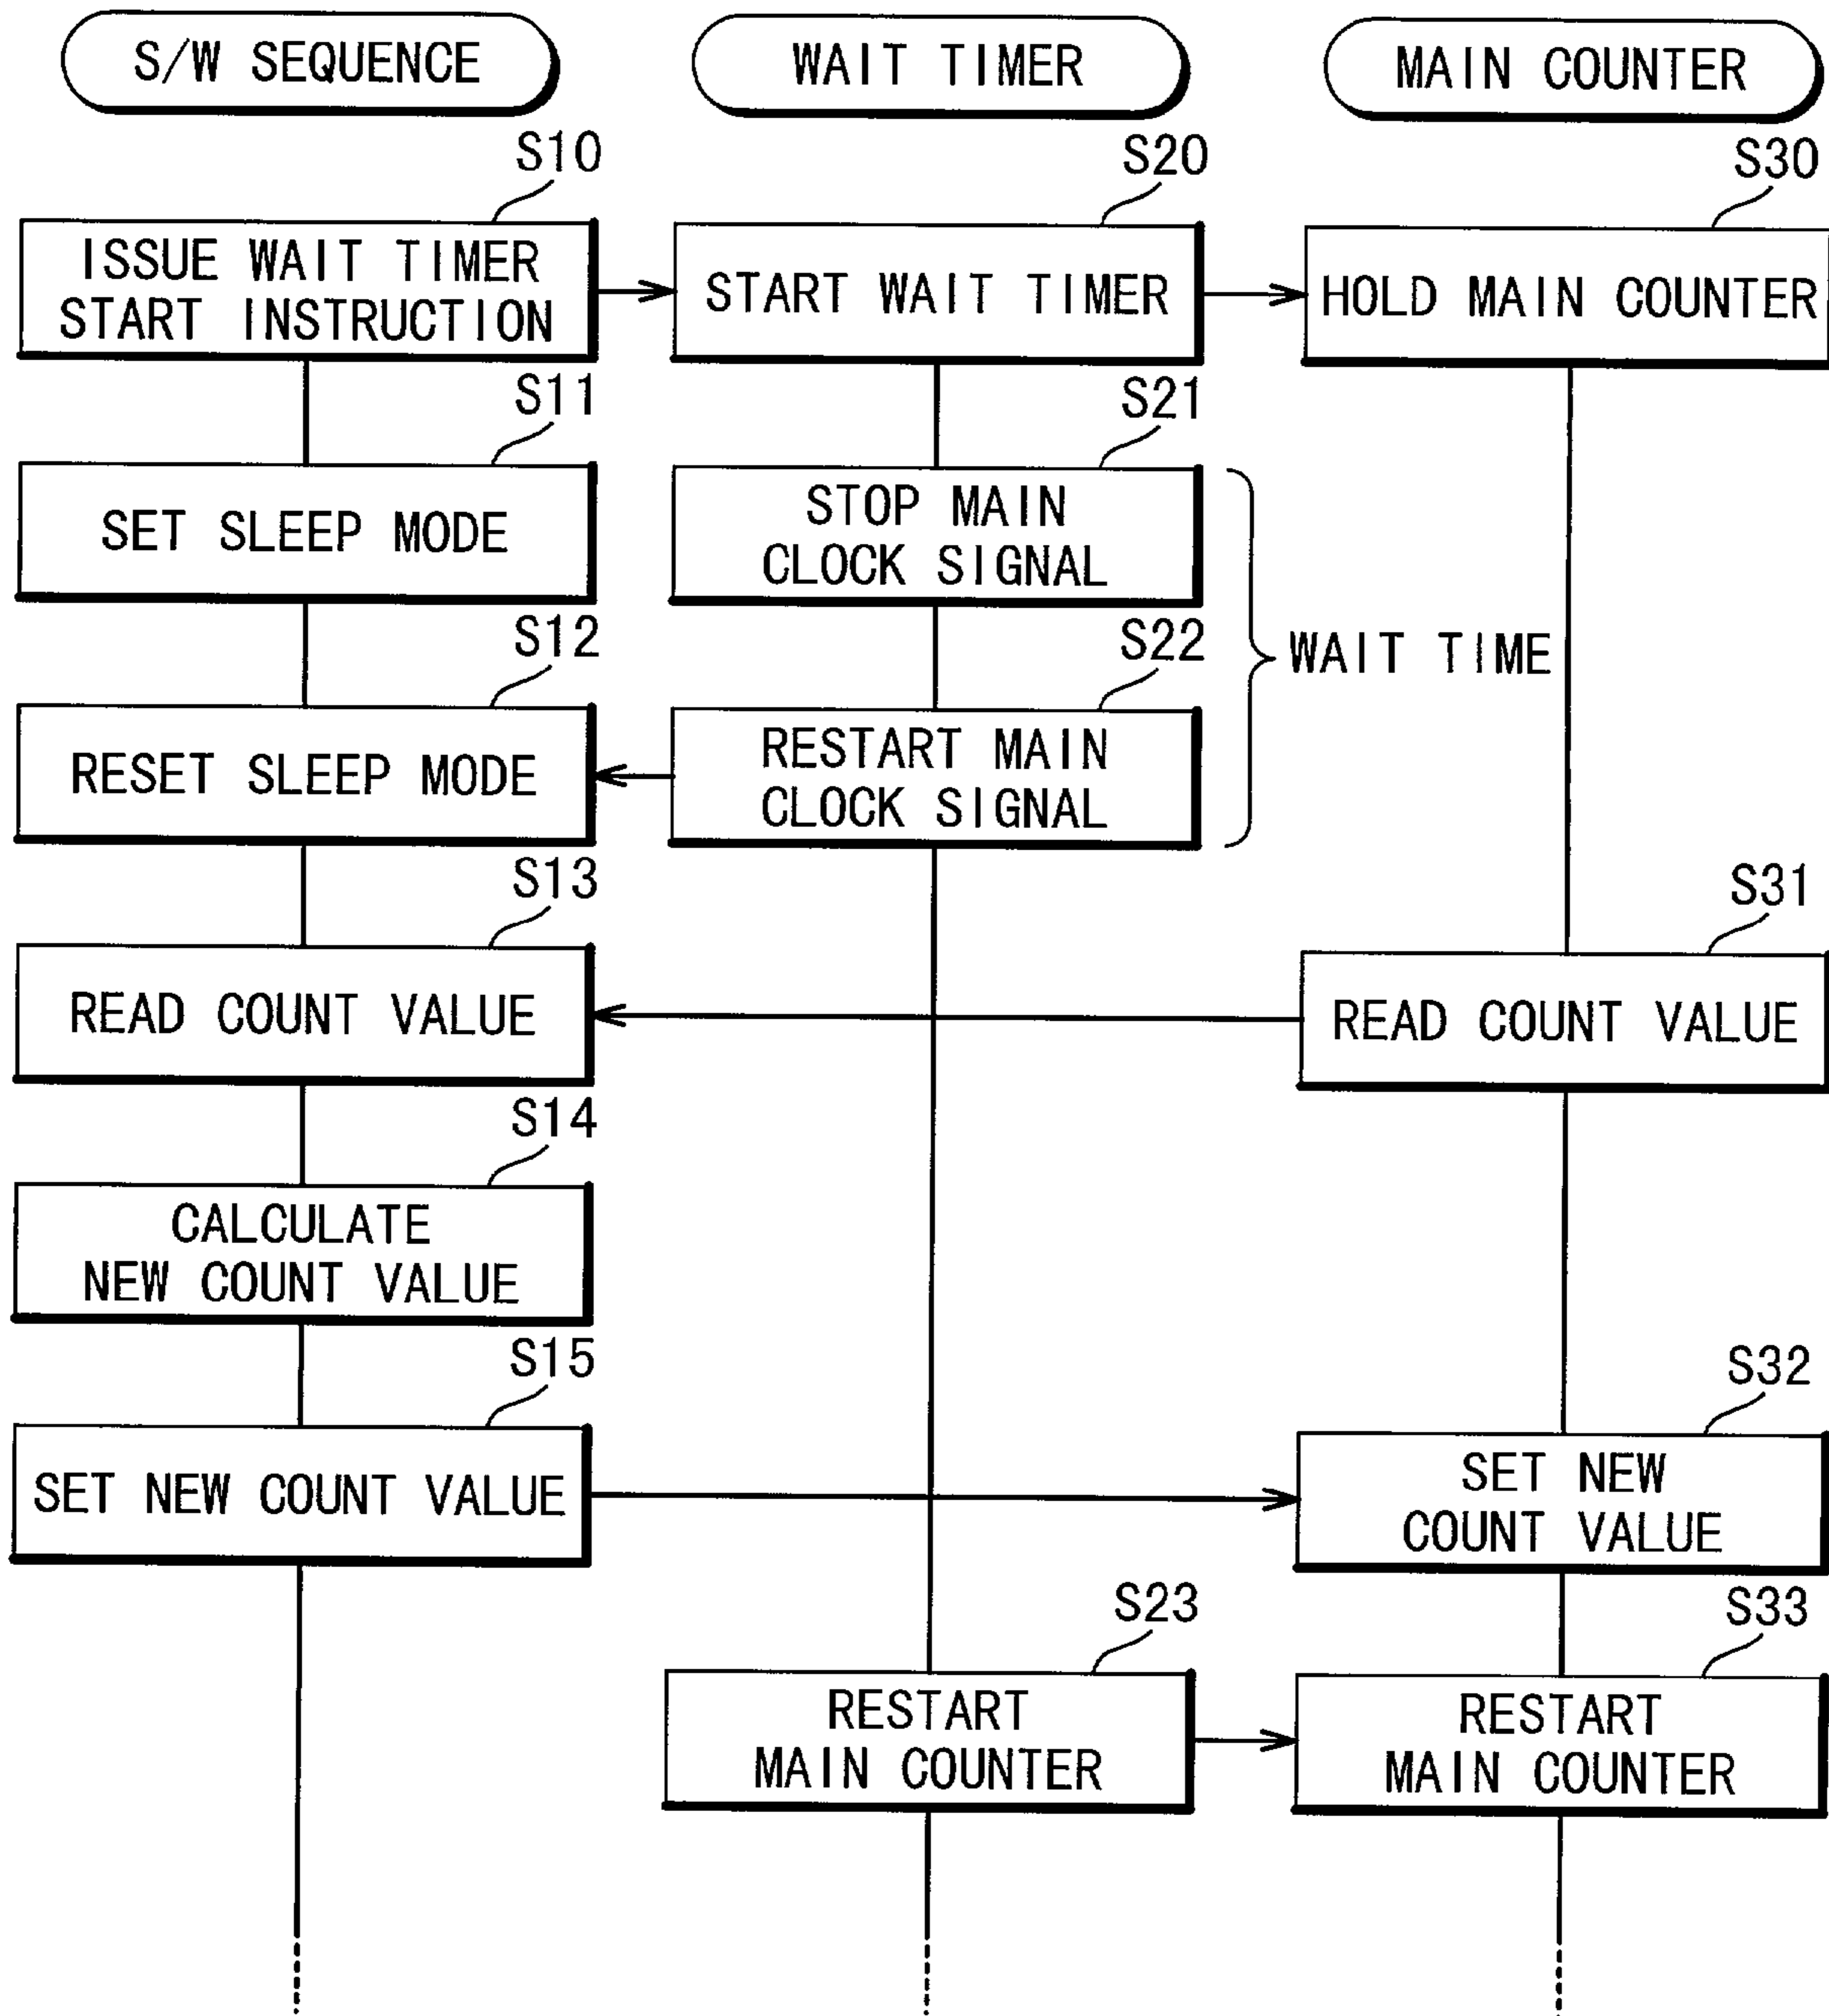 S/W SEQUENCE
WAIT TIMER
MAIN COUNTER
S10
S20
S30
ISSUE WAIT TIMER
START INSTRUCTION
START WAIT TIMER
HOLD MAIN COUNTER
S11
S21
SET SLEEP MODE
STOP MAIN
CLOCK SIGNAL
S12
S22
WAIT TIME
RESET SLEEP MODE
RESTART MAIN
CLOCK SIGNAL
S13
S31
READ COUNT VALUE
READ COUNT VALUE
S14
CALCULATE
NEW COUNT VALUE
S15
S32
SET NEW COUNT VALUE
SET NEW
COUNT VALUE
S23
S33
RESTART
MAIN COUNTER
RESTART
MAIN COUNTER